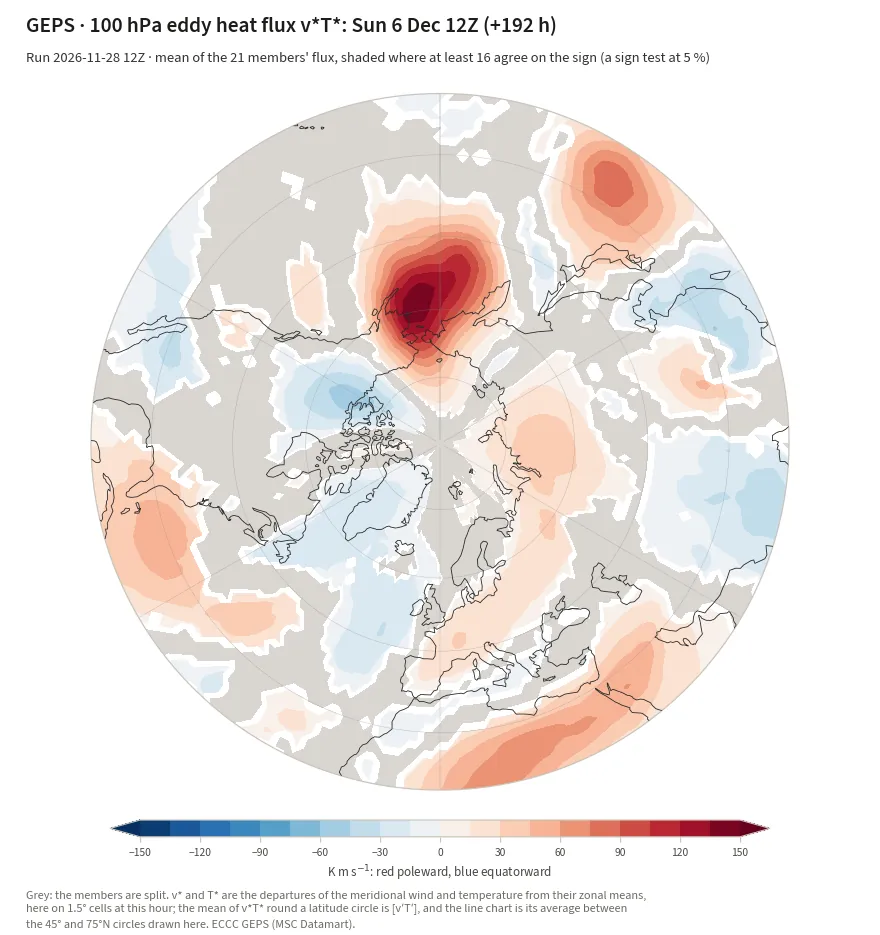 GEPS · 100 hPa eddy heat flux v*T*: Sun 6 Dec 12Z (+192 h)
Run 2026-11-28 12Z · mean of the 21 members' flux, shaded where at least 16 agree on the sign (a sign test at 5 %)
−150 −120 −90 −60 −30 0 30 60 90 120 150
K m s⁻¹: red poleward, blue equatorward
Grey: the members are split. v* and T* are the departures of the meridional wind and temperature from their zonal means,
here on 1.5° cells at this hour; the mean of v*T* round a latitude circle is [v'T'], and the line chart is its average between
the 45° and 75°N circles drawn here. ECCC GEPS (MSC Datamart).